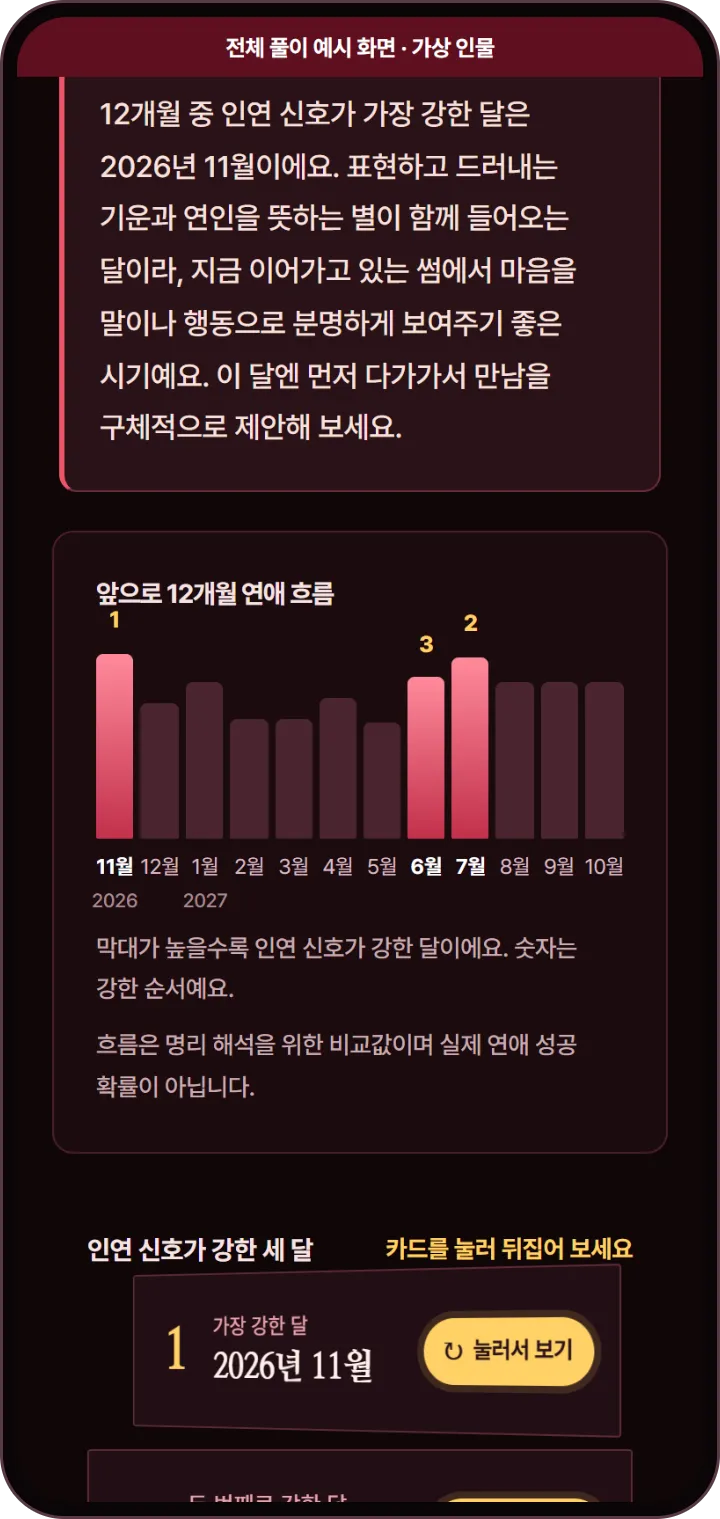 전체 풀이 예시 화면 · 가상 인물
12개월 중 인연 신호가 가장 강한 달은
2026년 11월이에요. 표현하고 드러내는
기운과 연인을 뜻하는 별이 함께 들어오는
달이라, 지금 이어가고 있는 썸에서 마음을
말이나 행동으로 분명하게 보여주기 좋은
시기예요. 이 달엔 먼저 다가가서 만남을
구체적으로 제안해 보세요.
앞으로 12개월 연애 흐름
1 3 2
11월 12월 1월 2월 3월 4월 5월 6월 7월 8월 9월 10월
2026 2027
막대가 높을수록 인연 신호가 강한 달이에요. 숫자는
강한 순서예요.
흐름은 명리 해석을 위한 비교값이며 실제 연애 성공
확률이 아닙니다.
인연 신호가 강한 세 달 카드를 눌러 뒤집어 보세요
1
가장 강한 달
2026년 11월
↻ 눌러서 보기